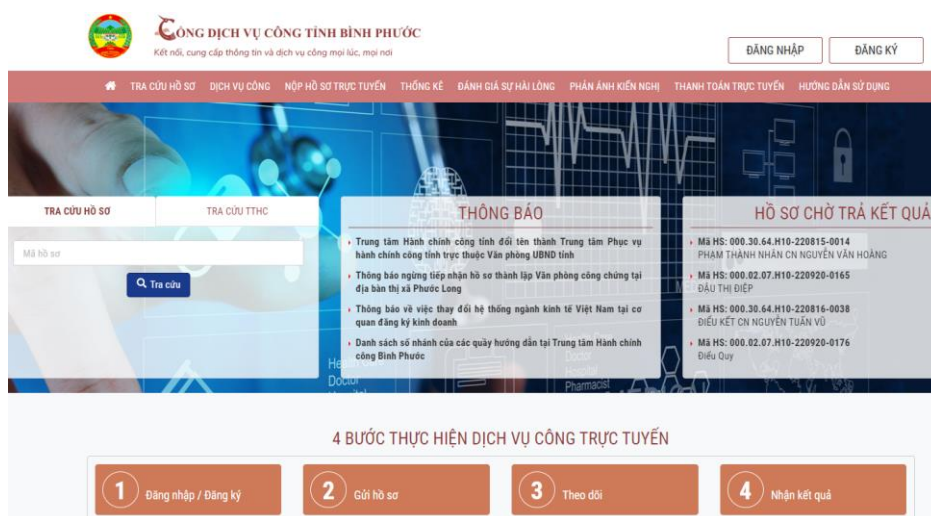 CỔNG DỊCH VỤ CÔNG TỈNH BÌNH PHƯỚC
Kết nối, cung cấp thông tin và dịch vụ công mọi lúc, mọi nơi
ĐĂNG NHẬP
ĐĂNG KÝ
TRA CỨU HỒ SƠ
DỊCH VỤ CÔNG
NỘP HỒ SƠ TRỰC TUYẾN
THỐNG KÊ
ĐÁNH GIÁ SỰ HÀI LÒNG
PHẢN ÁNH KIẾN NGHỊ
THANH TOÁN TRỰC TUYẾN
HƯỚNG DẪN SỬ DỤNG
TRA CỨU HỒ SƠ
TRA CỨU TTHC
Mã hồ sơ
Tra cứu
THÔNG BÁO
Trung tâm Hành chính công tỉnh đổi tên thành Trung tâm Phục vụ
hành chính công tỉnh trực thuộc Văn phòng UBND tỉnh
Thông báo ngừng tiếp nhận hồ sơ thành lập Văn phòng công chứng tại
địa bàn thị xã Phước Long
Thông báo về việc thay đổi hệ thống ngành kinh tế Việt Nam tại cơ
quan đăng ký kinh doanh
Danh sách số nhánh của các quầy hướng dẫn tại Trung tâm Hành chính
công Bình Phước
HỒ SƠ CHỜ TRẢ KẾT QUẢ
Mã HS: 000.30.64.H10-220815-0014
PHẠM THÀNH NHÂN CN NGUYỄN VĂN HOÀNG
Mã HS: 000.02.07.H10-220920-0165
ĐẬU THỊ ĐIỆP
Mã HS: 000.30.64.H10-220816-0038
ĐIỂU KẾT CN NGUYỄN TUẤN VŨ
Mã HS: 000.02.07.H10-220920-0176
Điểu Quy
Doctor
Hospital
Pharmacist
4 BƯỚC THỰC HIỆN DỊCH VỤ CÔNG TRỰC TUYẾN
1 Đăng nhập / Đăng ký
2 Gửi hồ sơ
3 Theo dõi
4 Nhận kết quả